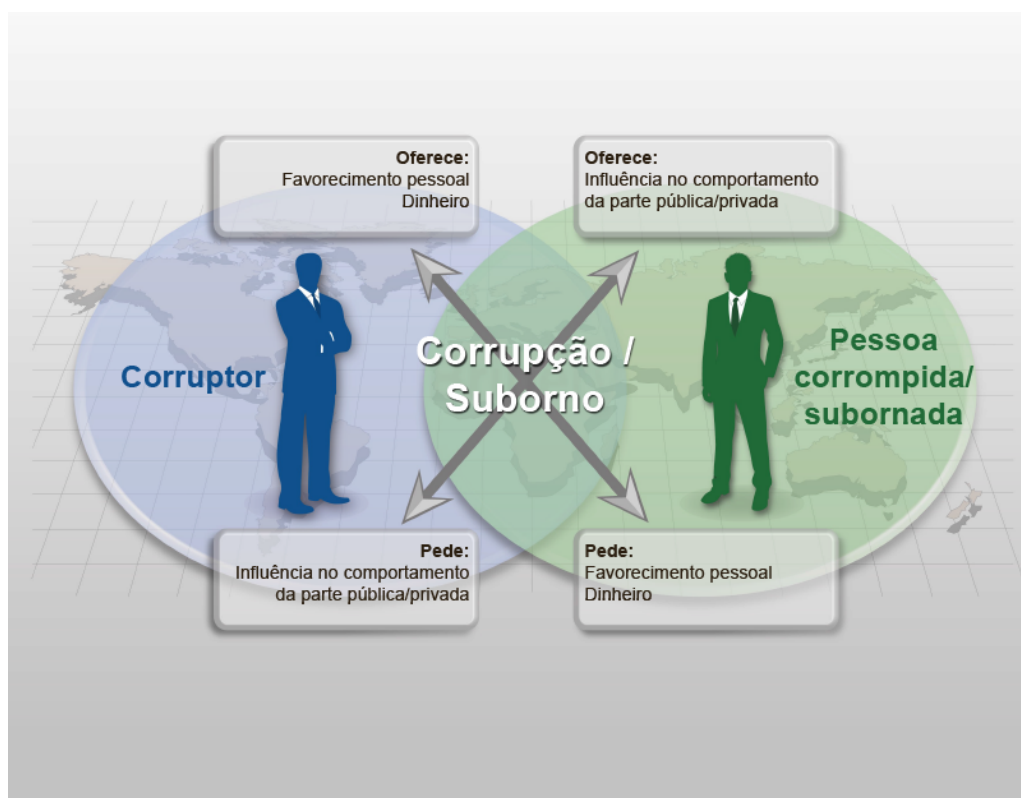 Oferece:
Favorecimento pessoal
Dinheiro
Oferece:
Influência no comportamento
da parte pública/privada
Corruptor
Corrupção /
Suborno
Pessoa
corrompida/
subornada
Pede:
Influência no comportamento
da parte pública/privada
Pede:
Favorecimento pessoal
Dinheiro